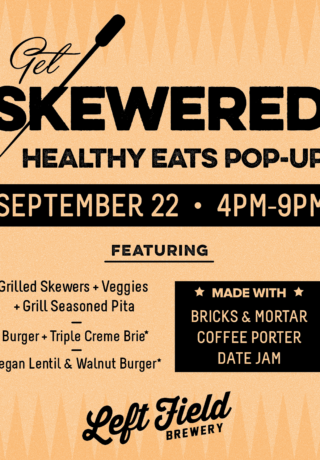 Get
SKEWERED
HEALTHY EATS POP-UP
SEPTEMBER 22 • 4PM-9PM
FEATURING
Grilled Skewers + Veggies
+ Grill Seasoned Pita
Burger + Triple Creme Brie*
egan Lentil & Walnut Burger*
★ MADE WITH ★
BRICKS & MORTAR
COFFEE PORTER
DATE JAM
Left Field
BREWERY